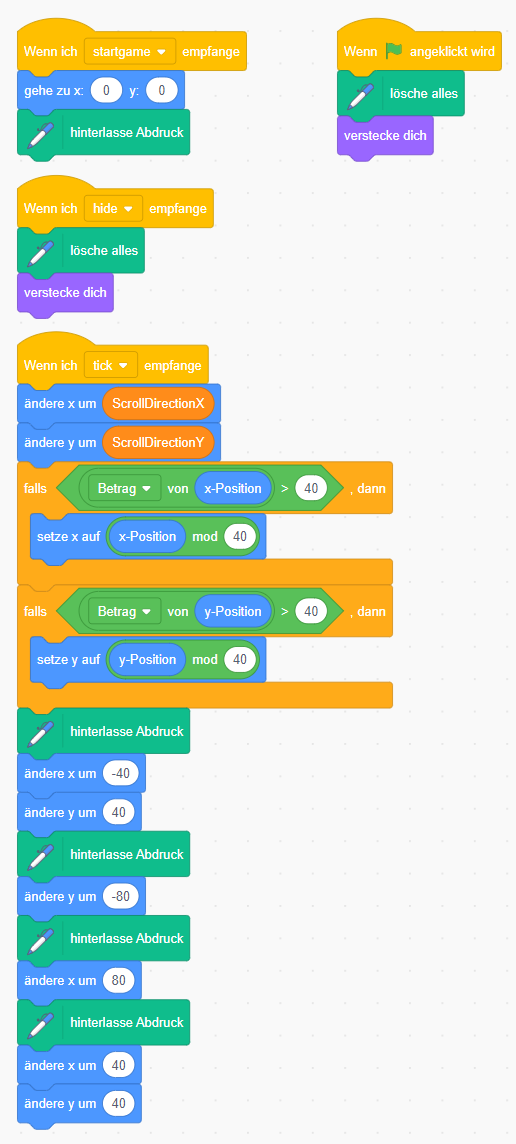 Wenn ich startgame empfange
gehe zu x: 0 y: 0
hinterlasse Abdruck
Wenn angeklickt wird
lösche alles
verstecke dich
Wenn ich hide empfange
lösche alles
verstecke dich
Wenn ich tick empfange
ändere x um ScrollDirectionX
ändere y um ScrollDirectionY
falls Betrag von x-Position > 40 , dann
setze x auf x-Position mod 40
falls Betrag von y-Position > 40 , dann
setze y auf y-Position mod 40
hinterlasse Abdruck
ändere x um -40
ändere y um 40
hinterlasse Abdruck
ändere y um -80
hinterlasse Abdruck
ändere x um 80
hinterlasse Abdruck
ändere x um 40
ändere y um 40